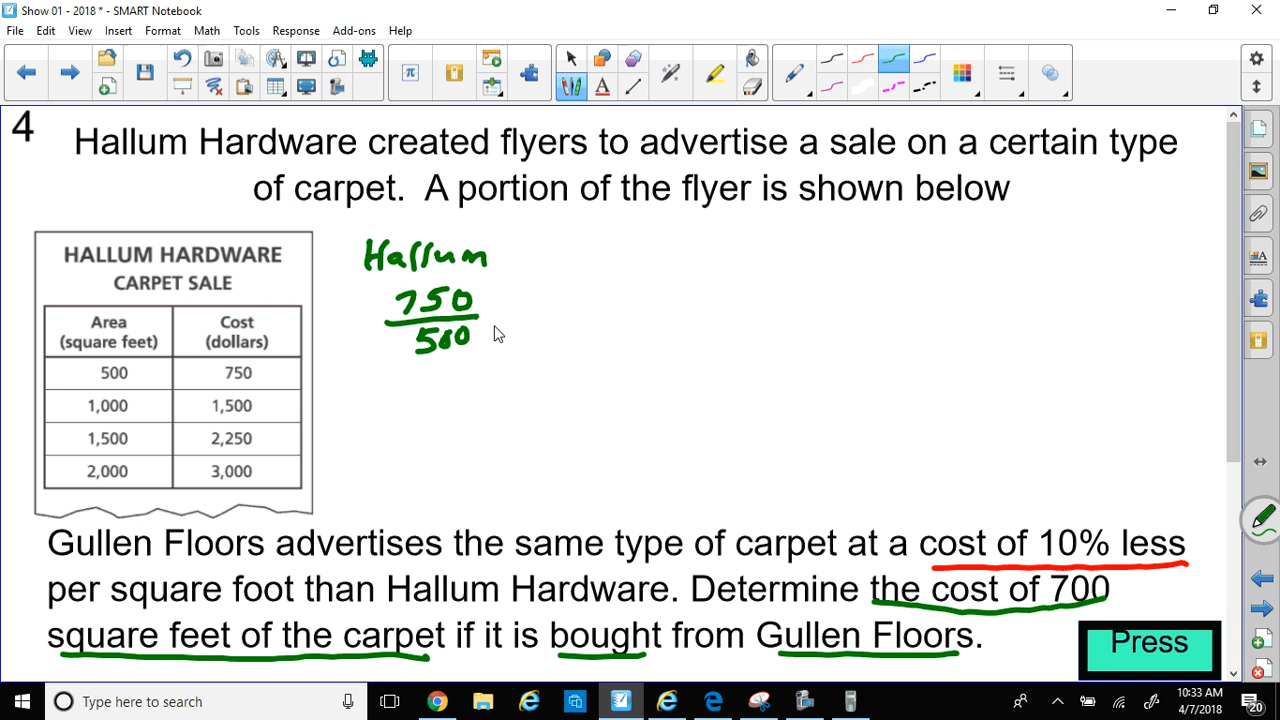 Show 01 - 2018 * - SMART Notebook
File Edit View Insert Format Math Tools Response Add-ons Help
4
Hallum Hardware created flyers to advertise a sale on a certain type
of carpet. A portion of the flyer is shown below
HALLUM HARDWARE
CARPET SALE
Area (square feet) Cost (dollars)
500 750
1,000 1,500
1,500 2,250
2,000 3,000
Hallum
750
500
Gullen Floors advertises the same type of carpet at a cost of 10% less
per square foot than Hallum Hardware. Determine the cost of 700
square feet of the carpet if it is bought from Gullen Floors.
Press
Type here to search
10:33 AM
4/7/2018
20